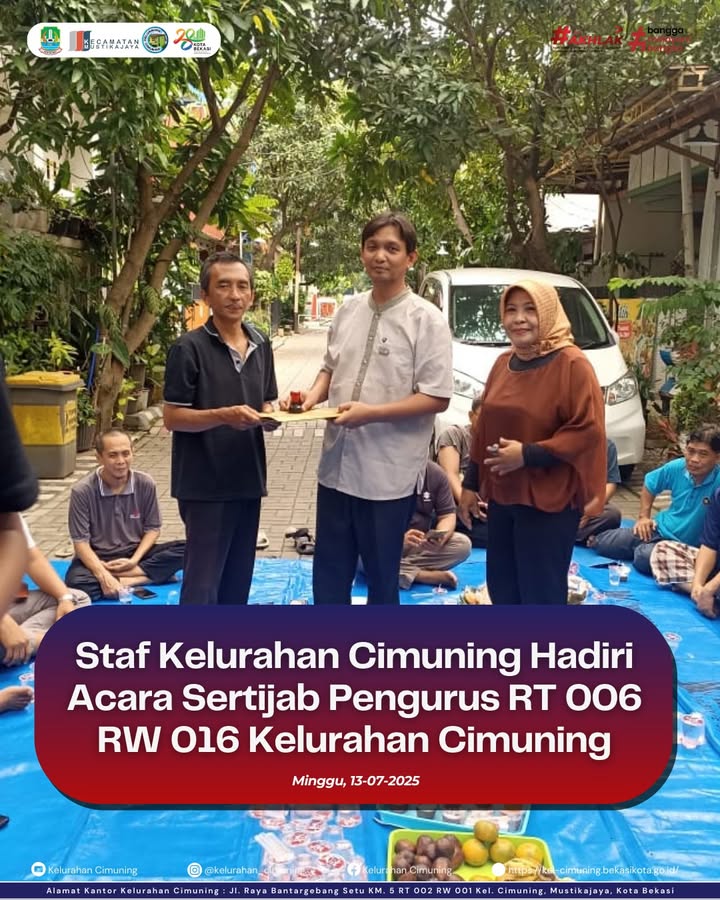 KECAMATAN
MUSTIKAJAYA
28
KOTA
BEKASI
#BerAKHLAK
#bangga
Staf Kelurahan Cimuning Hadiri
Acara Sertijab Pengurus RT 006
RW 016 Kelurahan Cimuning
Minggu, 13-07-2025
Kelurahan Cimuning
@kelurahan_cimuning
Kelurahan Cimuning
https://kel-cimuning.bekasikota.go.id/
Alamat Kantor Kelurahan Cimuning : Jl. Raya Bantargebang Setu KM. 5 RT 002 RW 001 Kel. Cimuning, Mustikajaya, Kota Bekasi